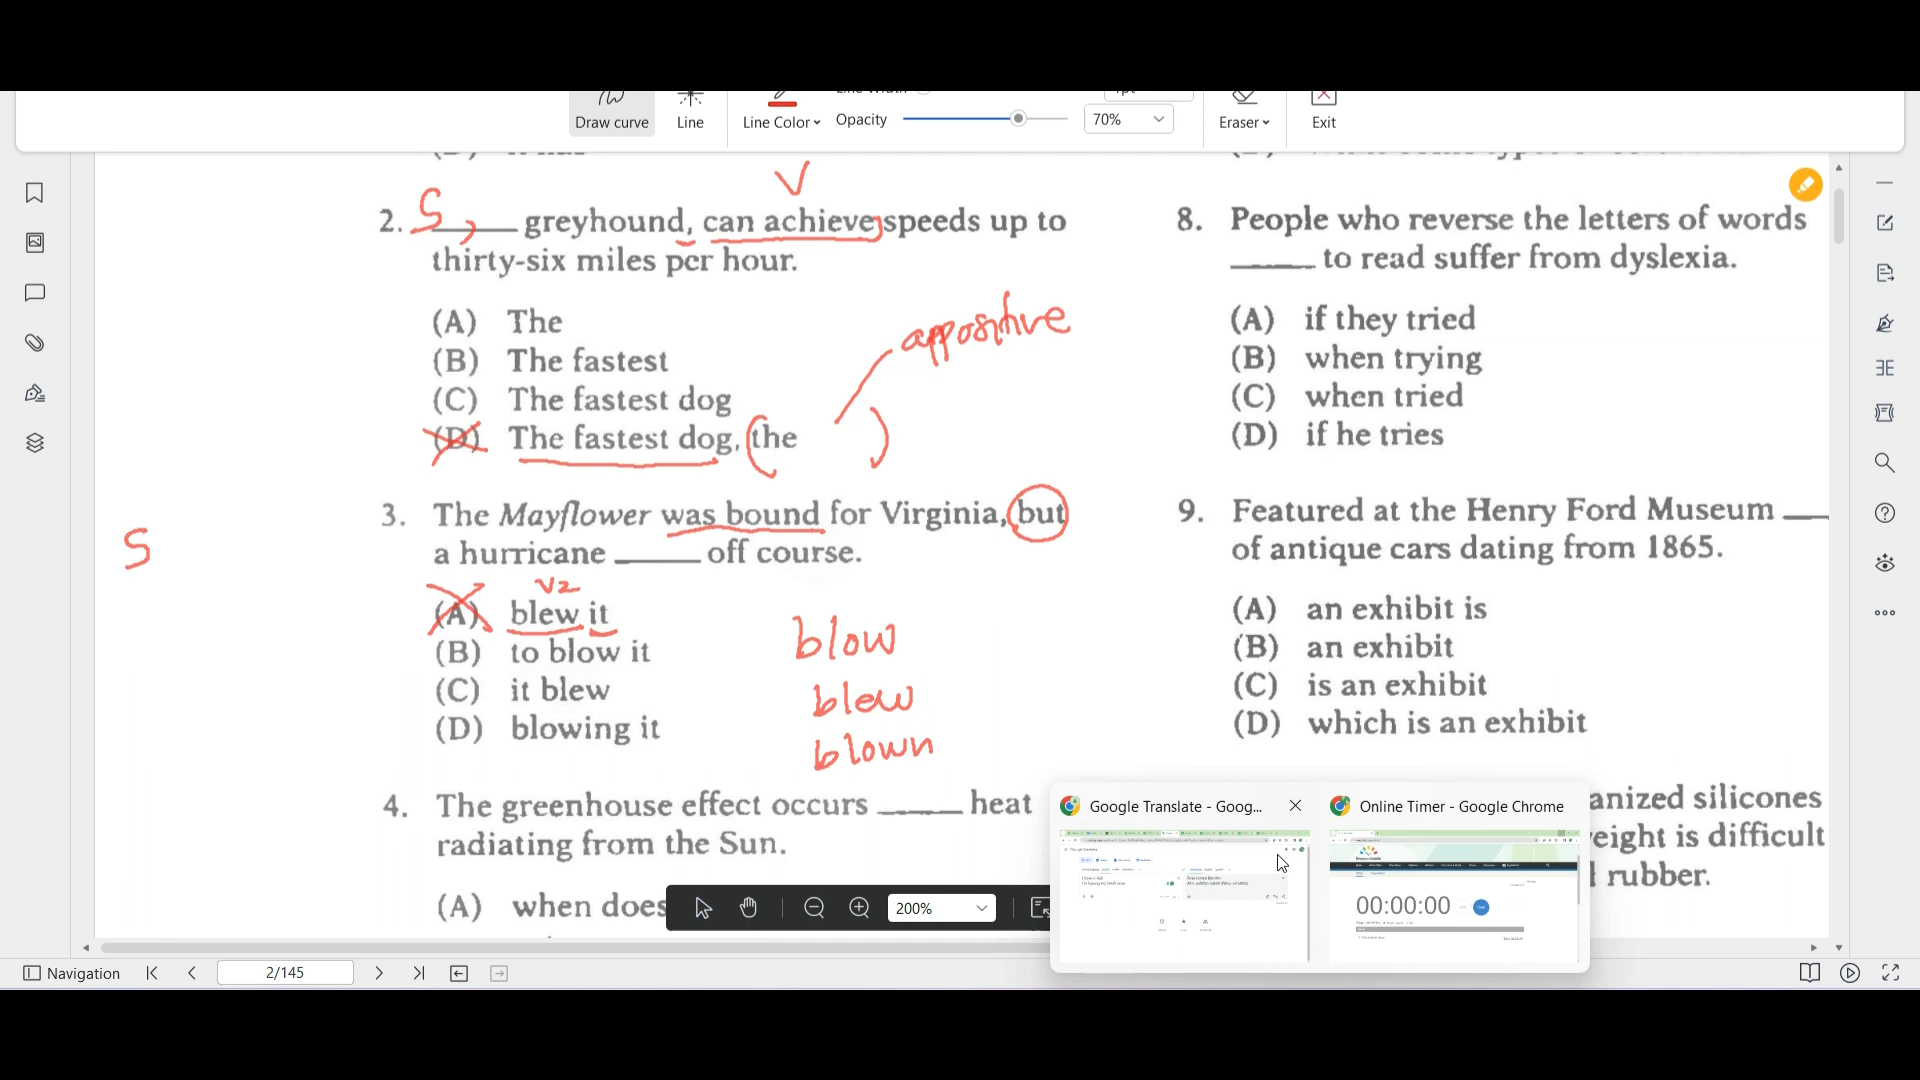 Draw curve
Line
Line Color
Opacity
70%
Eraser
Exit
V
S
2. ____ greyhound, can achieve speeds up to
thirty-six miles per hour.
(A) The
(B) The fastest
(C) The fastest dog
(D) The fastest dog, the
appositive
3. The Mayflower was bound for Virginia, but
a hurricane ____ off course.
S
V2
(A) blew it
(B) to blow it
(C) it blew
(D) blowing it
blow
blew
blown
4. The greenhouse effect occurs ____ heat
radiating from the Sun.
(A) when does
8. People who reverse the letters of words
____ to read suffer from dyslexia.
(A) if they tried
(B) when trying
(C) when tried
(D) if he tries
9. Featured at the Henry Ford Museum ____
of antique cars dating from 1865.
(A) an exhibit is
(B) an exhibit
(C) is an exhibit
(D) which is an exhibit
anized silicones
eight is difficult
rubber.
Google Translate - Goog...
Online Timer - Google Chrome
00:00:00
200%
Navigation
2/145